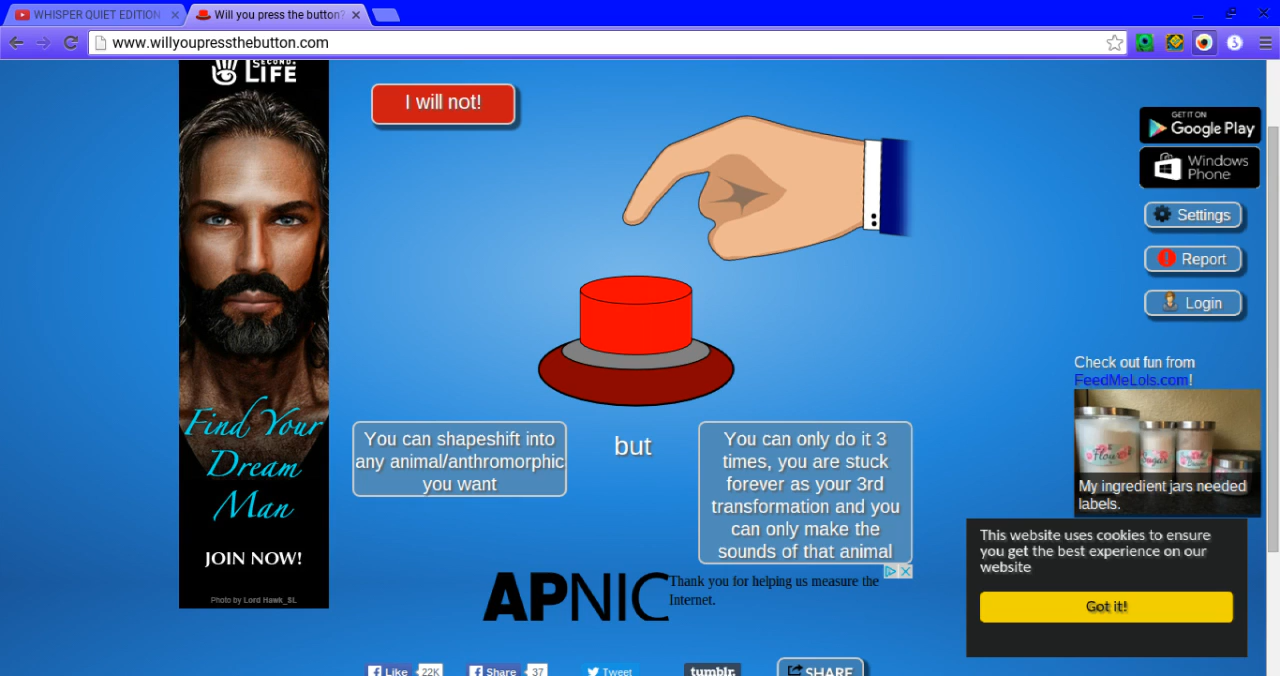 WHISPER QUIET EDITION
Will you press the button?
www.willyoupressthebutton.com
SECOND
LIFE
Find Your
Dream
Man
JOIN NOW!
Photo by Lord Hawk_SL
I will not!
You can shapeshift into
any animal/anthromorphic
you want
but
You can only do it 3
times, you are stuck
forever as your 3rd
transformation and you
can only make the
sounds of that animal
APNIC
Thank you for helping us measure the
Internet.
Like 22K
Share 37
Tweet
tumblr.
SHARE
GET IT ON
Google Play
Windows
Phone
Settings
Report
Login
Check out fun from
FeedMeLols.com!
Flour
Sugar
My ingredient jars needed
labels.
This website uses cookies to ensure
you get the best experience on our
website
Got it!